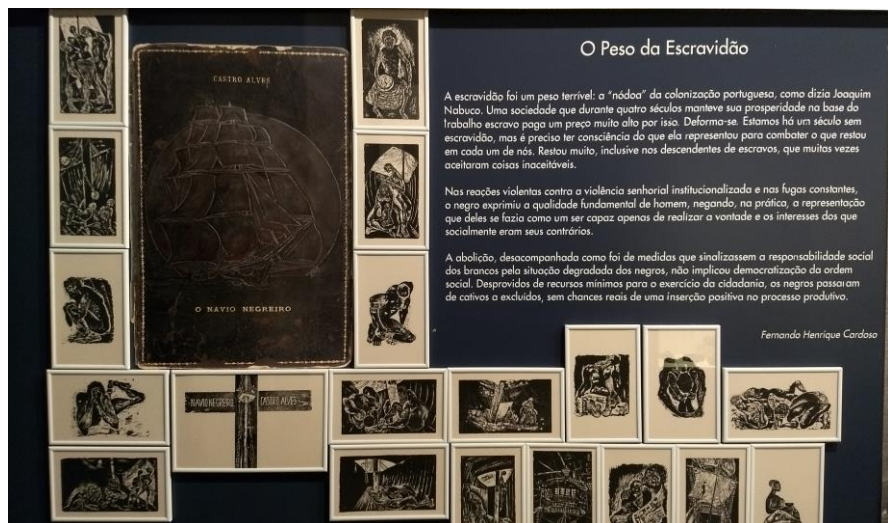 CASTRO ALVES
O NAVIO NEGREIRO
O Peso da Escravidão
A escravidão foi um peso terrível: a “nódoa” da colonização portuguesa, como dizia Joaquim
Nabuco. Uma sociedade que durante quatro séculos manteve sua prosperidade na base do
trabalho escravo paga um preço muito alto por isso. Deforma-se. Estamos há um século sem
escravidão, mas é preciso ter consciência do que ela representou para combater o que restou
em cada um de nós. Restou muito, inclusive nos descendentes de escravos, que muitas vezes
aceitaram coisas inaceitáveis.
Nas reações violentas contra a violência senhorial institucionalizada e nas fugas constantes,
o negro exprimiu a qualidade fundamental de homem, negando, na prática, a representação
que deles se fazia como um ser capaz apenas de realizar a vontade e os interesses dos que
socialmente eram seus contrários.
A abolição, desacompanhada como foi de medidas que sinalizassem a responsabilidade social
dos brancos pela situação degradada dos negros, não implicou democratização da ordem
social. Desprovidos de recursos mínimos para o exercício da cidadania, os negros passaram
de cativos a excluídos, sem chances reais de uma inserção positiva no processo produtivo.
Fernando Henrique Cardoso
NAVIO NEGREIRO CASTRO ALVES